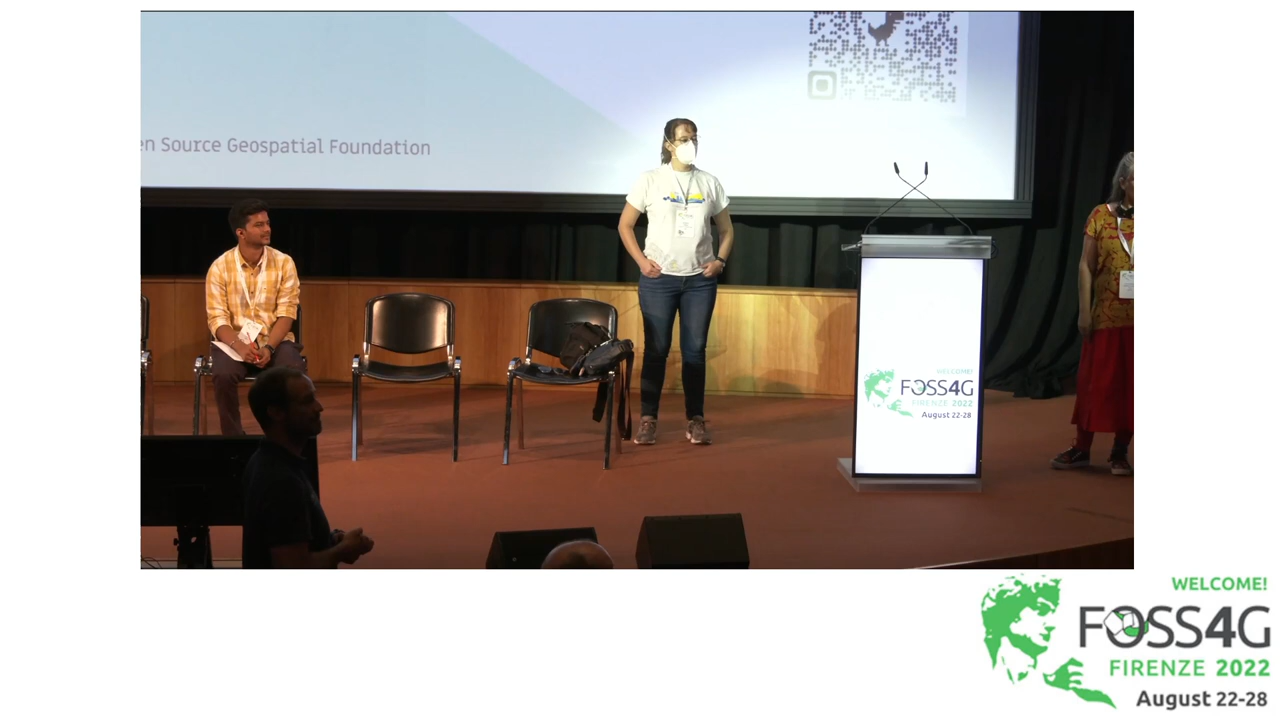 en Source Geospatial Foundation
WELCOME!
FOSS4G
FIRENZE 2022
August 22-28
WELCOME!
FOSS4G
FIRENZE 2022
August 22-28